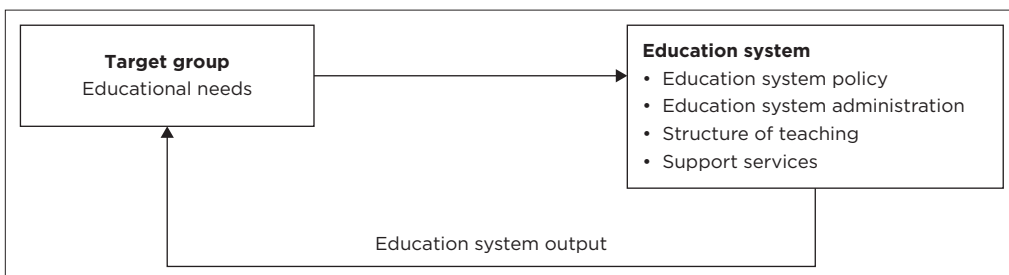 Target group
Educational needs
Education system
• Education system policy
• Education system administration
• Structure of teaching
• Support services
Education system output